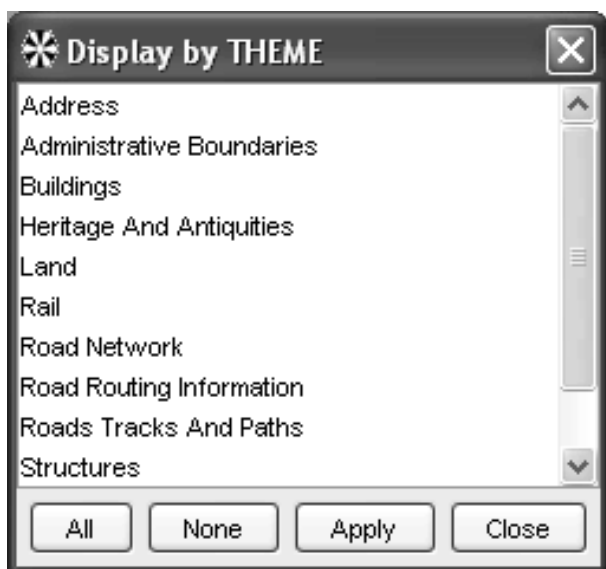 Display by THEME
Address
Administrative Boundaries
Buildings
Heritage And Antiquities
Land
Rail
Road Network
Road Routing Information
Roads Tracks And Paths
Structures
All None Apply Close